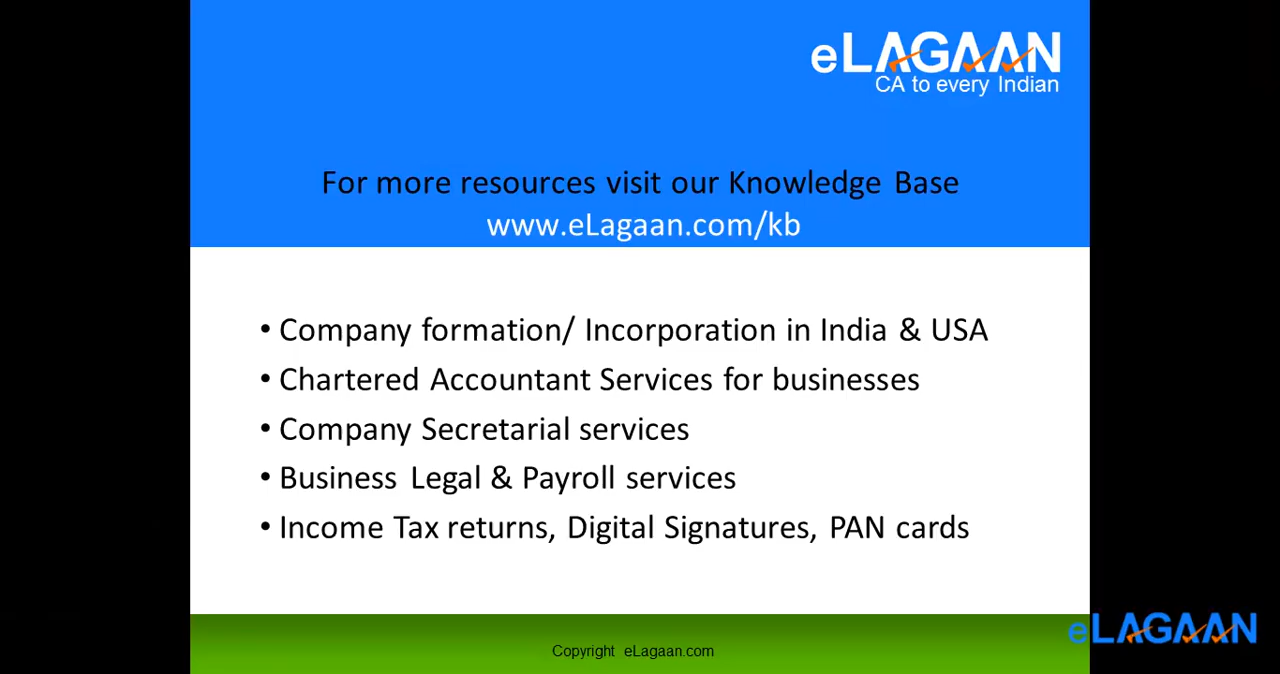 eLAGAAN
CA to every Indian
For more resources visit our Knowledge Base
www.eLagaan.com/kb
• Company formation/ Incorporation in India & USA
• Chartered Accountant Services for businesses
• Company Secretarial services
• Business Legal & Payroll services
• Income Tax returns, Digital Signatures, PAN cards
Copyright eLagaan.com
eLAGAAN